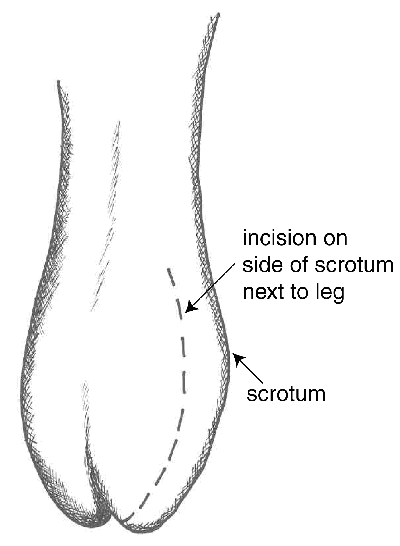 incision on
side of scrotum
next to leg
scrotum